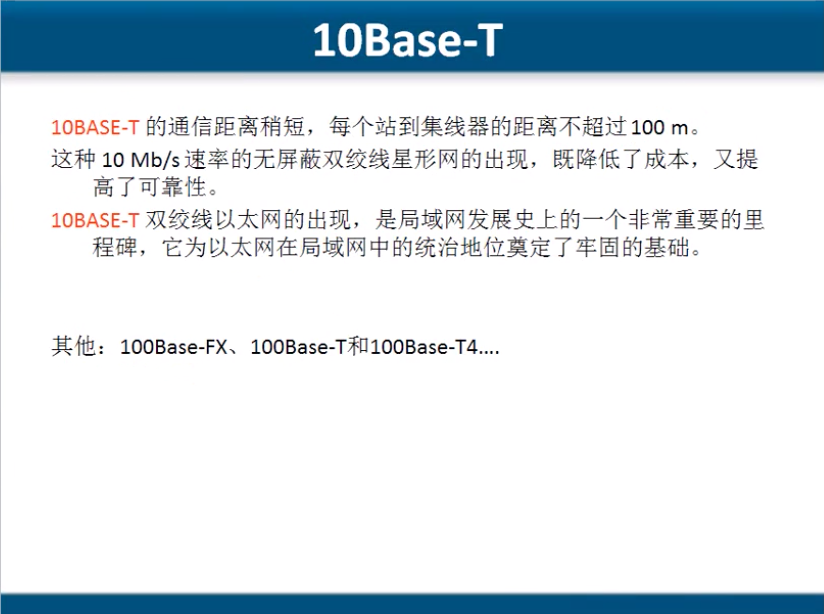 10Base-T
10BASE-T 的通信距离稍短，每个站到集线器的距离不超过100 m。
这种 10 Mb/s 速率的无屏蔽双绞线星形网的出现，既降低了成本，又提
高了可靠性。
10BASE-T 双绞线以太网的出现，是局域网发展史上的一个非常重要的里
程碑，它为以太网在局域网中的统治地位奠定了牢固的基础。
其他：100Base-FX、100Base-T和100Base-T4....